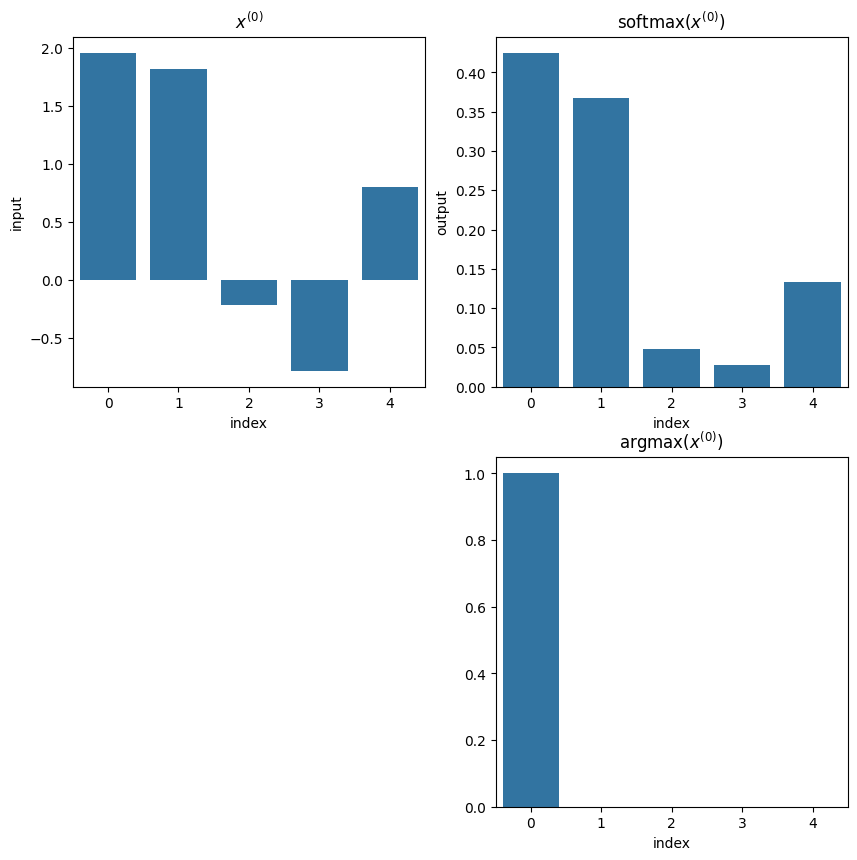 x^(0)
2.0
1.5
1.0
0.5
0.0
−0.5
input
0 1 2 3 4
index
softmax(x^(0))
0.40
0.35
0.30
0.25
0.20
0.15
0.10
0.05
0.00
output
0 1 2 3 4
index
argmax(x^(0))
1.0
0.8
0.6
0.4
0.2
0.0
0 1 2 3 4
index